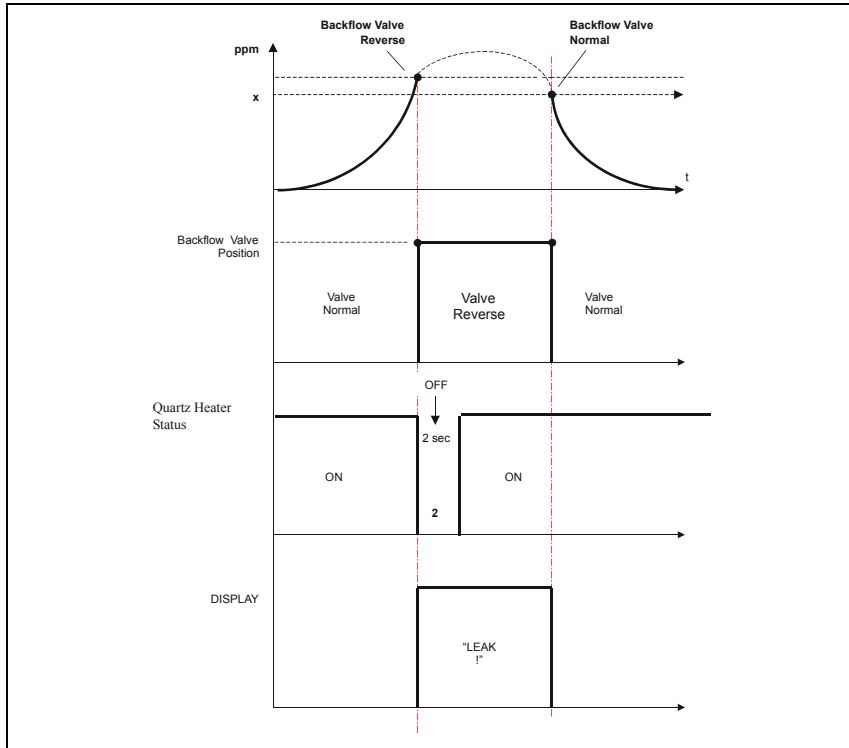 Backflow Valve
Reverse
Backflow Valve
Normal
ppm
x
t
Backflow Valve
Position
Valve
Normal
Valve
Reverse
Valve
Normal
OFF
Quartz Heater
Status
2 sec
ON
ON
2
DISPLAY
“LEAK
!”